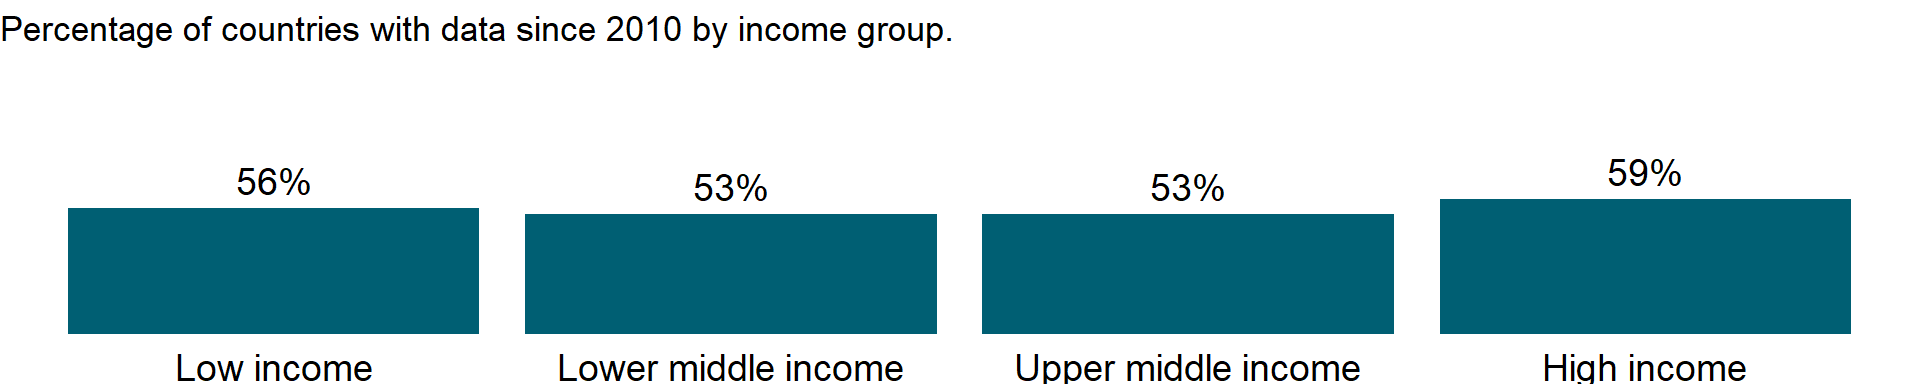 Percentage of countries with data since 2010 by income group.
56%
53%
53%
59%
Low income
Lower middle income
Upper middle income
High income